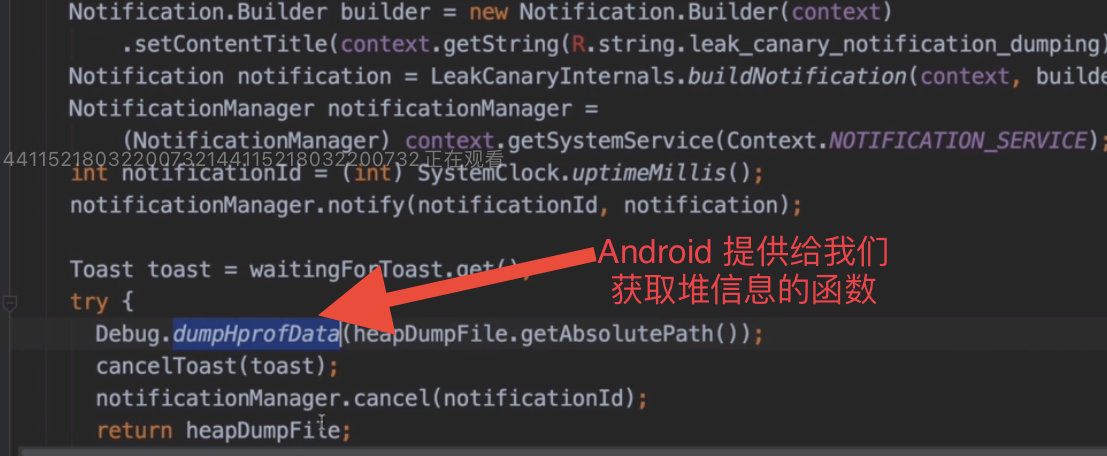 Notification.Builder builder = new Notification.Builder(context)
.setContentTitle(context.getString(R.string.leak_canary_notification_dumping)
Notification notification = LeakCanaryInternals.buildNotification(context, builde
NotificationManager notificationManager =
(NotificationManager) context.getSystemService(Context.NOTIFICATION_SERVICE);
44115218032200732144115218032200732 正在观看
int notificationId = (int) SystemClock.uptimeMillis();
notificationManager.notify(notificationId, notification);
Android 提供给我们
获取堆信息的函数
Toast toast = waitingForToast.get();
try {
Debug.dumpHprofData(heapDumpFile.getAbsolutePath());
cancelToast(toast);
notificationManager.cancel(notificationId);
return heapDumpFile;